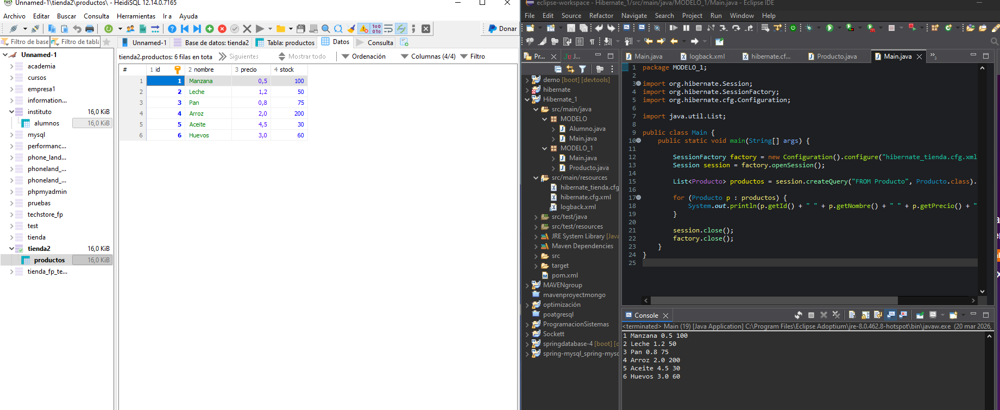 Unnamed-1\tienda2\productos\ - HeidiSQL 12.14.0.7165
Archivo Editar Buscar Consulta Herramientas Ir a Ayuda
Donar
Filtro de base Filtro de tabla
Unnamed-1 Base de datos: tienda2 Tabla: productos Datos Consulta
Unnamed-1
academia
cursos
empresa1
information...
instituto 16,0 KiB
alumnos 16,0 KiB
mysql
performanc...
phone_land...
phoneland_...
phoneland_...
phpmyadmin
pruebas
techstore_fp
test
tienda
tienda2 16,0 KiB
productos 16,0 KiB
tienda_fp_te...
tienda2.productos: 6 filas en tota Siguientes Mostrar todo Ordenación Columnas (4/4) Filtro
# 1 id 2 nombre 3 precio 4 stock
1 1 Manzana 0,5 100
2 2 Leche 1,2 50
3 3 Pan 0,8 75
4 4 Arroz 2,0 200
5 5 Aceite 4,5 30
6 6 Huevos 3,0 60
eclipse-workspace - Hibernate_1/src/main/java/MODELO_1/Main.java - Eclipse IDE
File Edit Source Refactor Navigate Search Project Run Window Help
Pr... J...
demo [boot] [devtools]
hibernate
Hibernate_1
src/main/java
MODELO
Alumno.java
Main.java
MODELO_1
Main.java
Producto.java
src/main/resources
hibernate_tienda.cfg
hibernate.cfg.xml
logback.xml
src/test/java
src/test/resources
JRE System Library [Java
Maven Dependencies
src
target
pom.xml
MAVENgroup
mavenproyectmongo
optimización
poatgresql
ProgramacionSistemas
Sockett
springdatabase-4 [boot] [d
spring-mysql_spring-mysq
Main.java logback.xml hibernate.cf... Producto.java Main.java 3
1 package MODELO_1;
2
3 import org.hibernate.Session;
4 import org.hibernate.SessionFactory;
5 import org.hibernate.cfg.Configuration;
6
7 import java.util.List;
8
9 public class Main {
10 public static void main(String[] args) {
11
12 SessionFactory factory = new Configuration().configure("hibernate_tienda.cfg.xml
13 Session session = factory.openSession();
14
15 List<Producto> productos = session.createQuery("FROM Producto", Producto.class).
16
17 for (Producto p : productos) {
18 System.out.println(p.getId() + " " + p.getNombre() + " " + p.getPrecio() + "
19 }
20
21 session.close();
22 factory.close();
23 }
24 }
25
Console
<terminated> Main (19) [Java Application] C:\Program Files\Eclipse Adoptium\jre-8.0.462.8-hotspot\bin\javaw.exe (20 mar 2026,
1 Manzana 0.5 100
2 Leche 1.2 50
3 Pan 0.8 75
4 Arroz 2.0 200
5 Aceite 4.5 30
6 Huevos 3.0 60